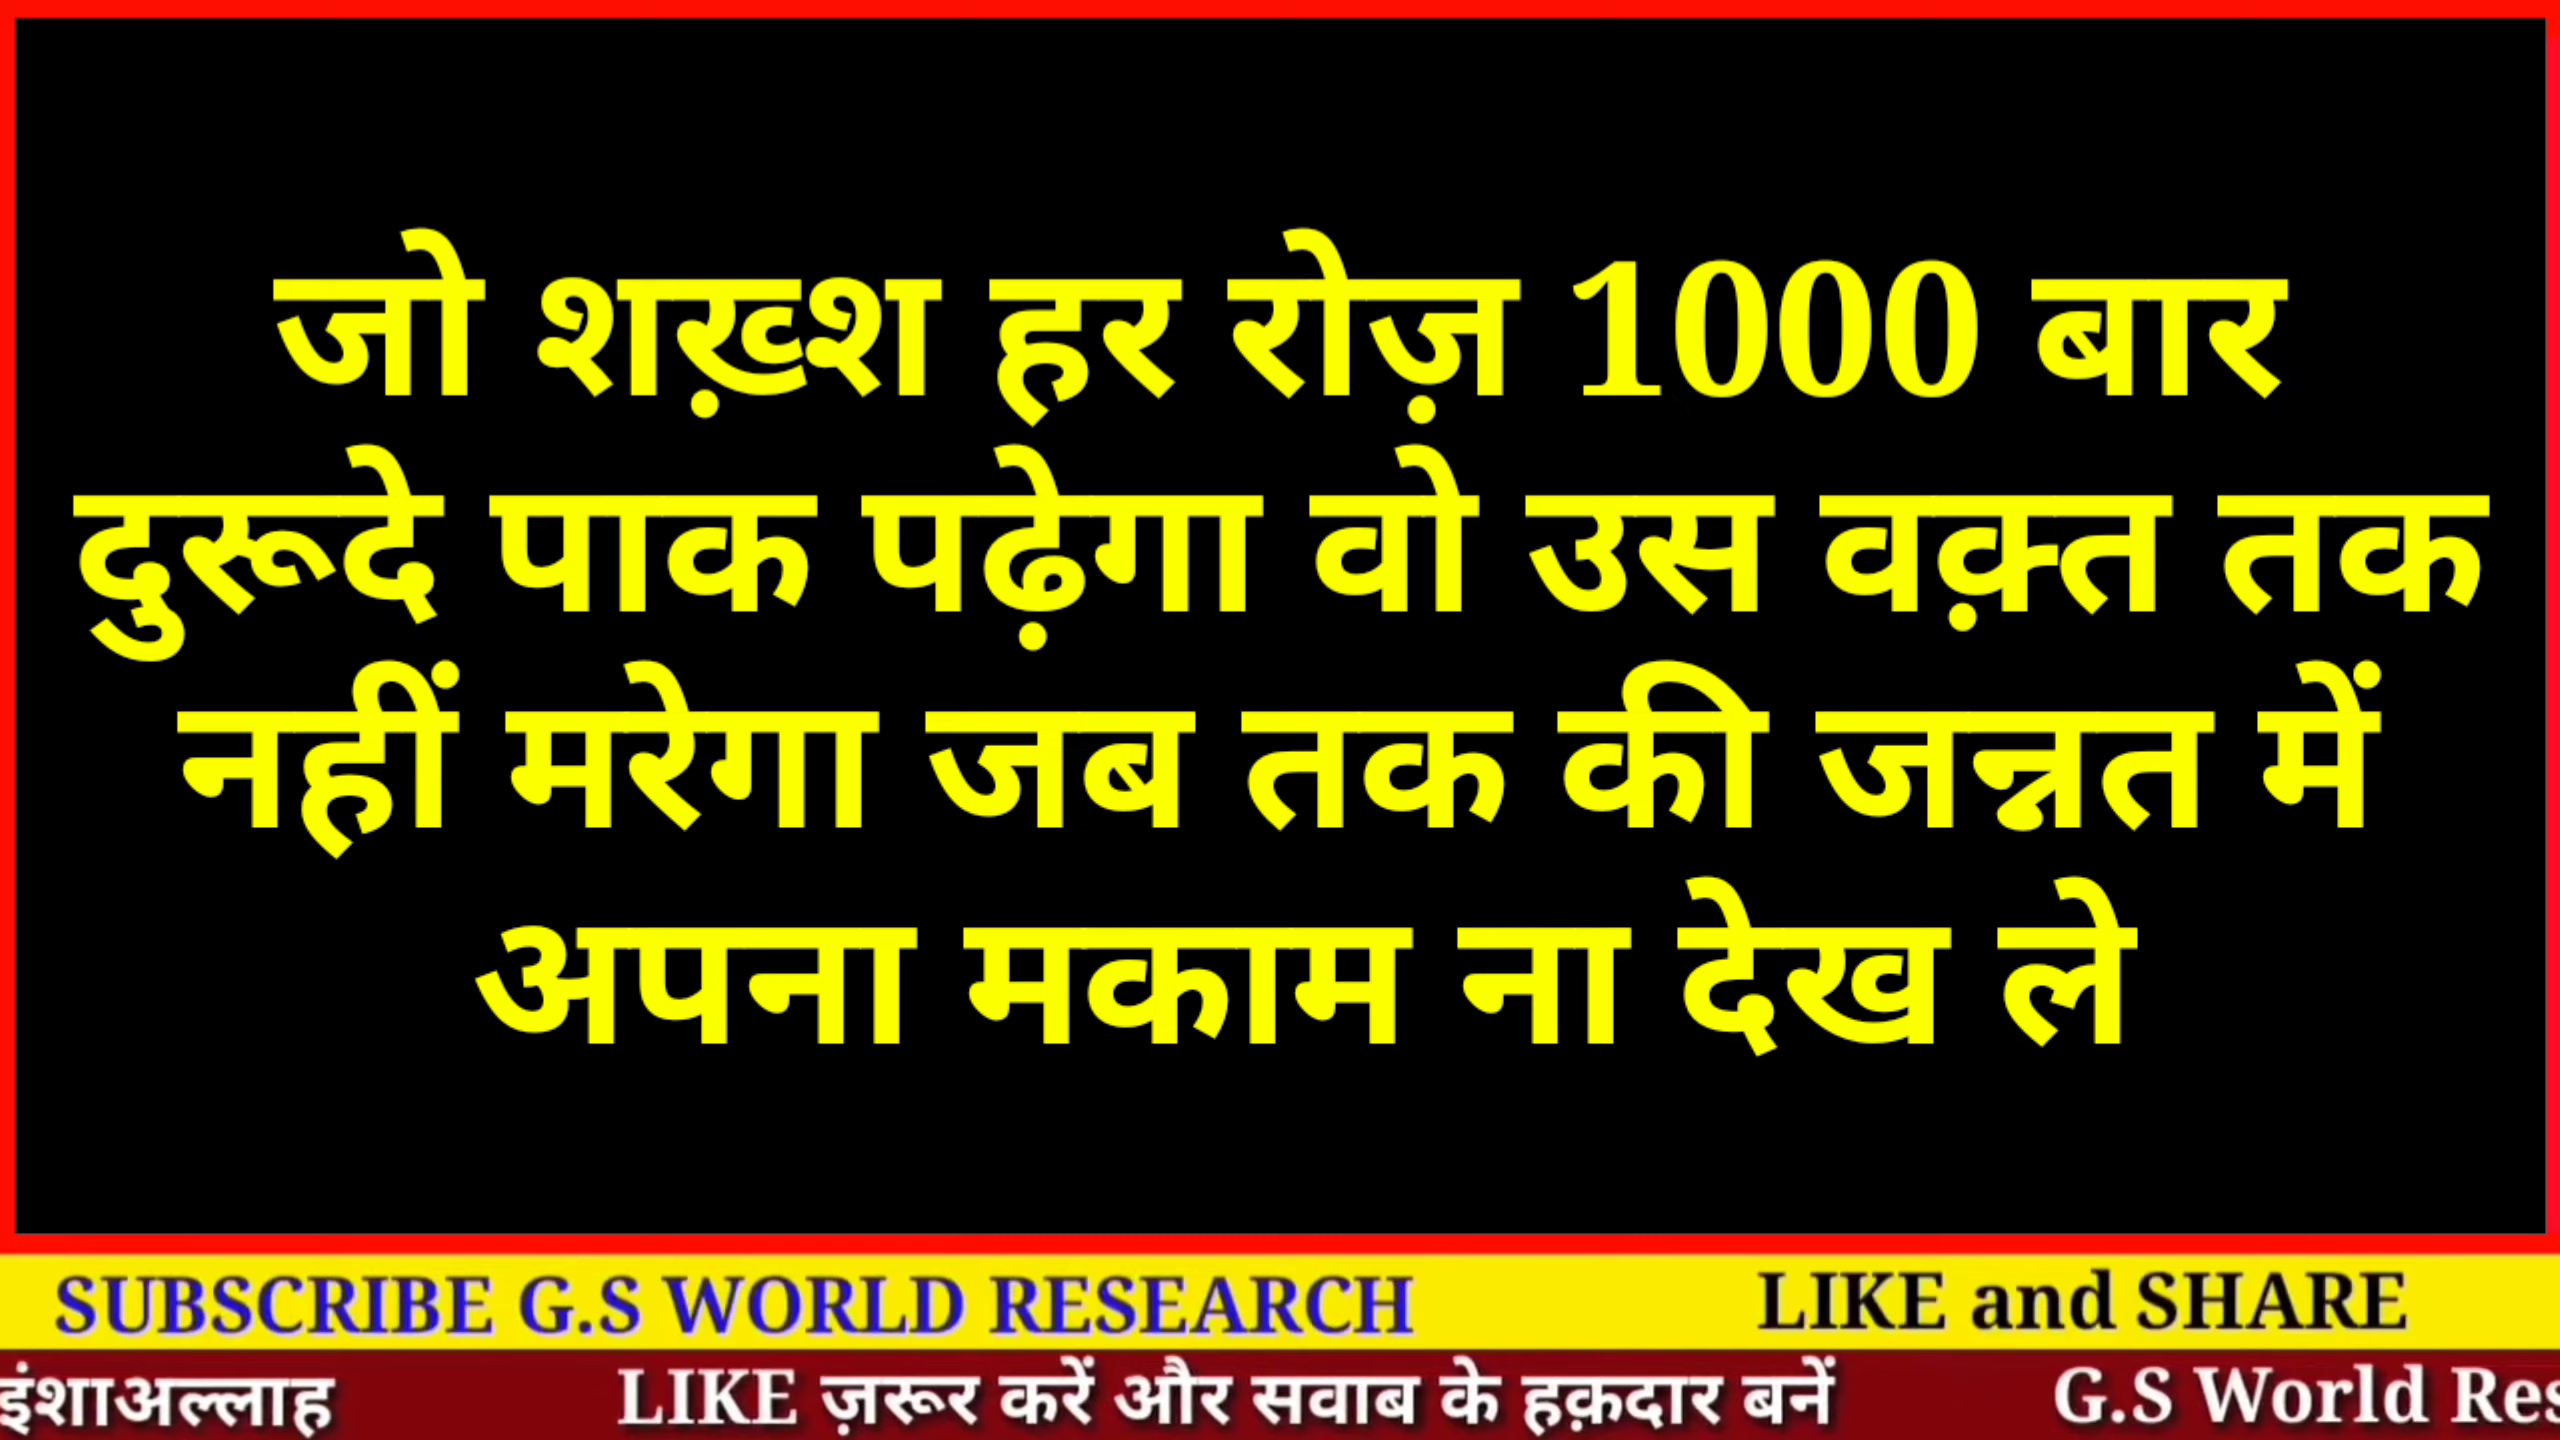 जो शख़्श हर रोज़ 1000 बार
दुरूदे पाक पढ़ेगा वो उस वक़्त तक
नहीं मरेगा जब तक की जन्नत में
अपना मकाम ना देख ले
SUBSCRIBE G.S WORLD RESEARCH LIKE and SHARE
इंशाअल्लाह LIKE ज़रूर करें और सवाब के हक़दार बनें G.S World Res